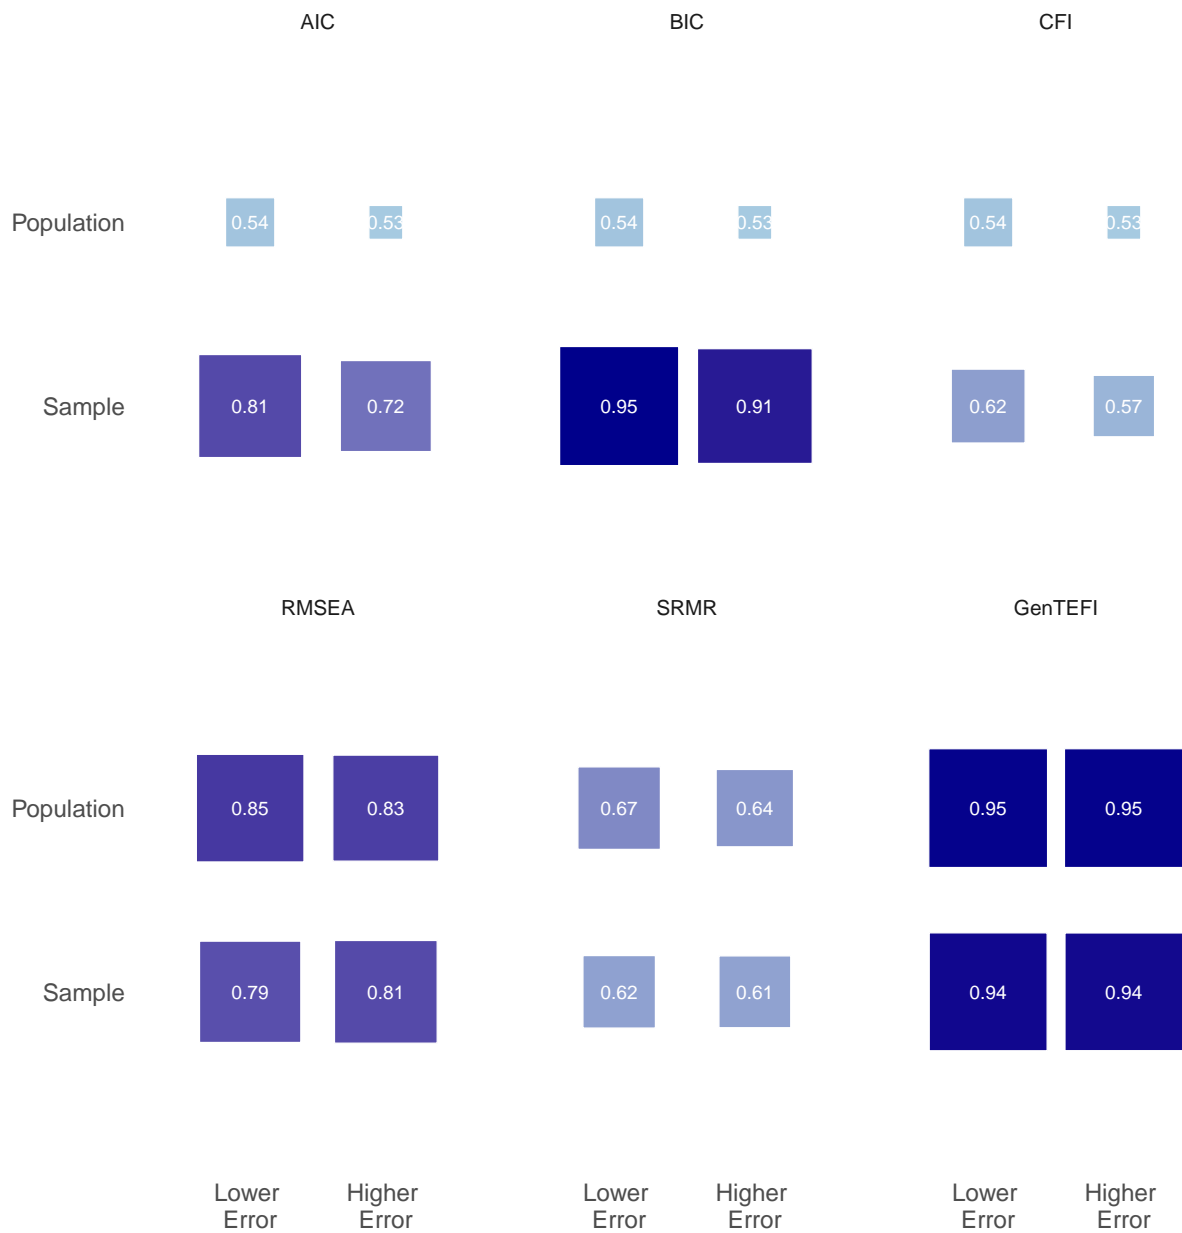 AIC BIC CFI
Population 0.54 0.53 0.54 0.53 0.54 0.53
Sample 0.81 0.72 0.95 0.91 0.62 0.57
RMSEA SRMR GenTEFI
Population 0.85 0.83 0.67 0.64 0.95 0.95
Sample 0.79 0.81 0.62 0.61 0.94 0.94
Lower Higher Lower Higher Lower Higher
Error Error Error Error Error Error